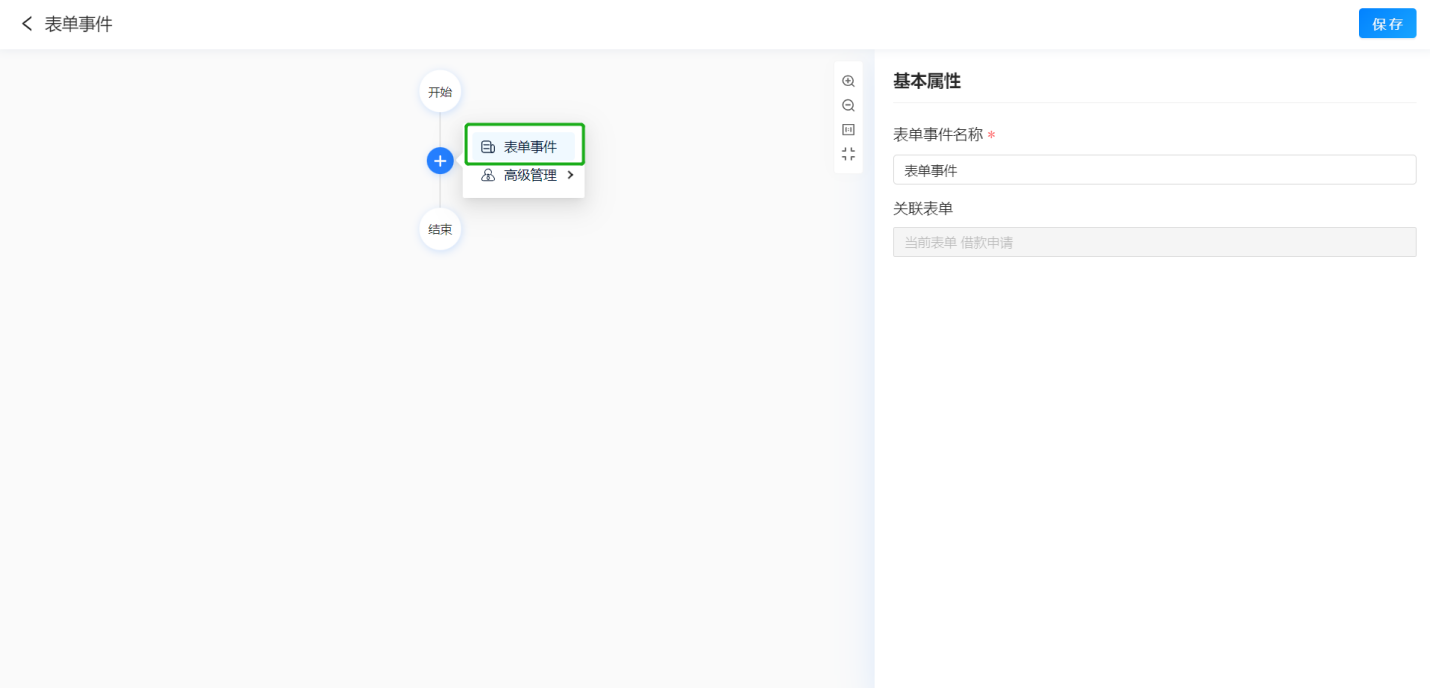 表单事件
保存
开始
表单事件
高级管理
结束
基本属性
表单事件名称 *
表单事件
关联表单
当前表单 借款申请